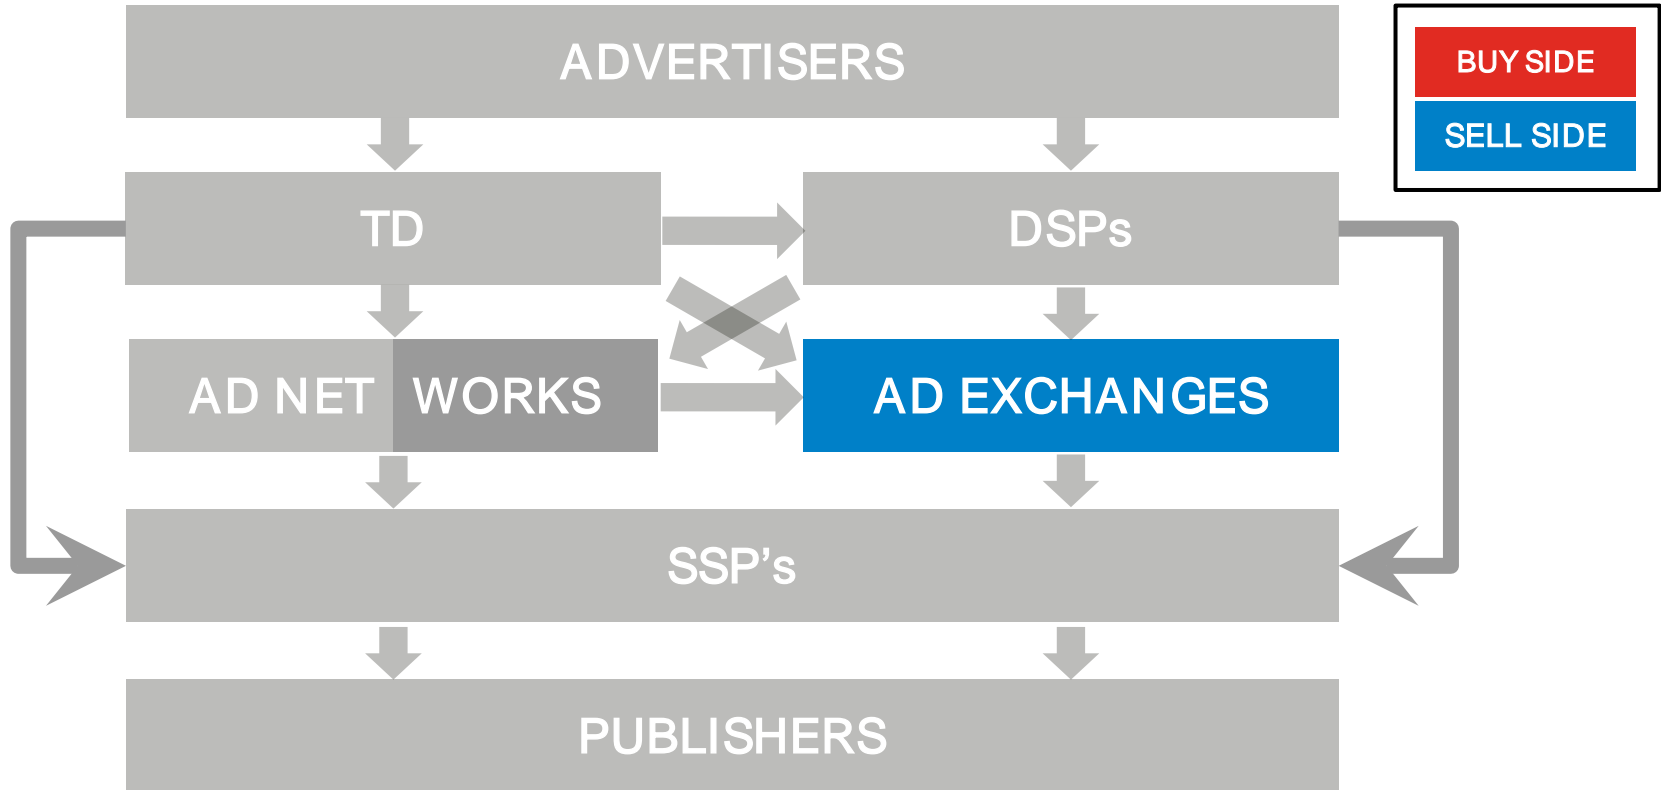 ADVERTISERS
BUY SIDE
SELL SIDE
TD
DSPs
AD NET WORKS
AD EXCHANGES
SSP’s
PUBLISHERS